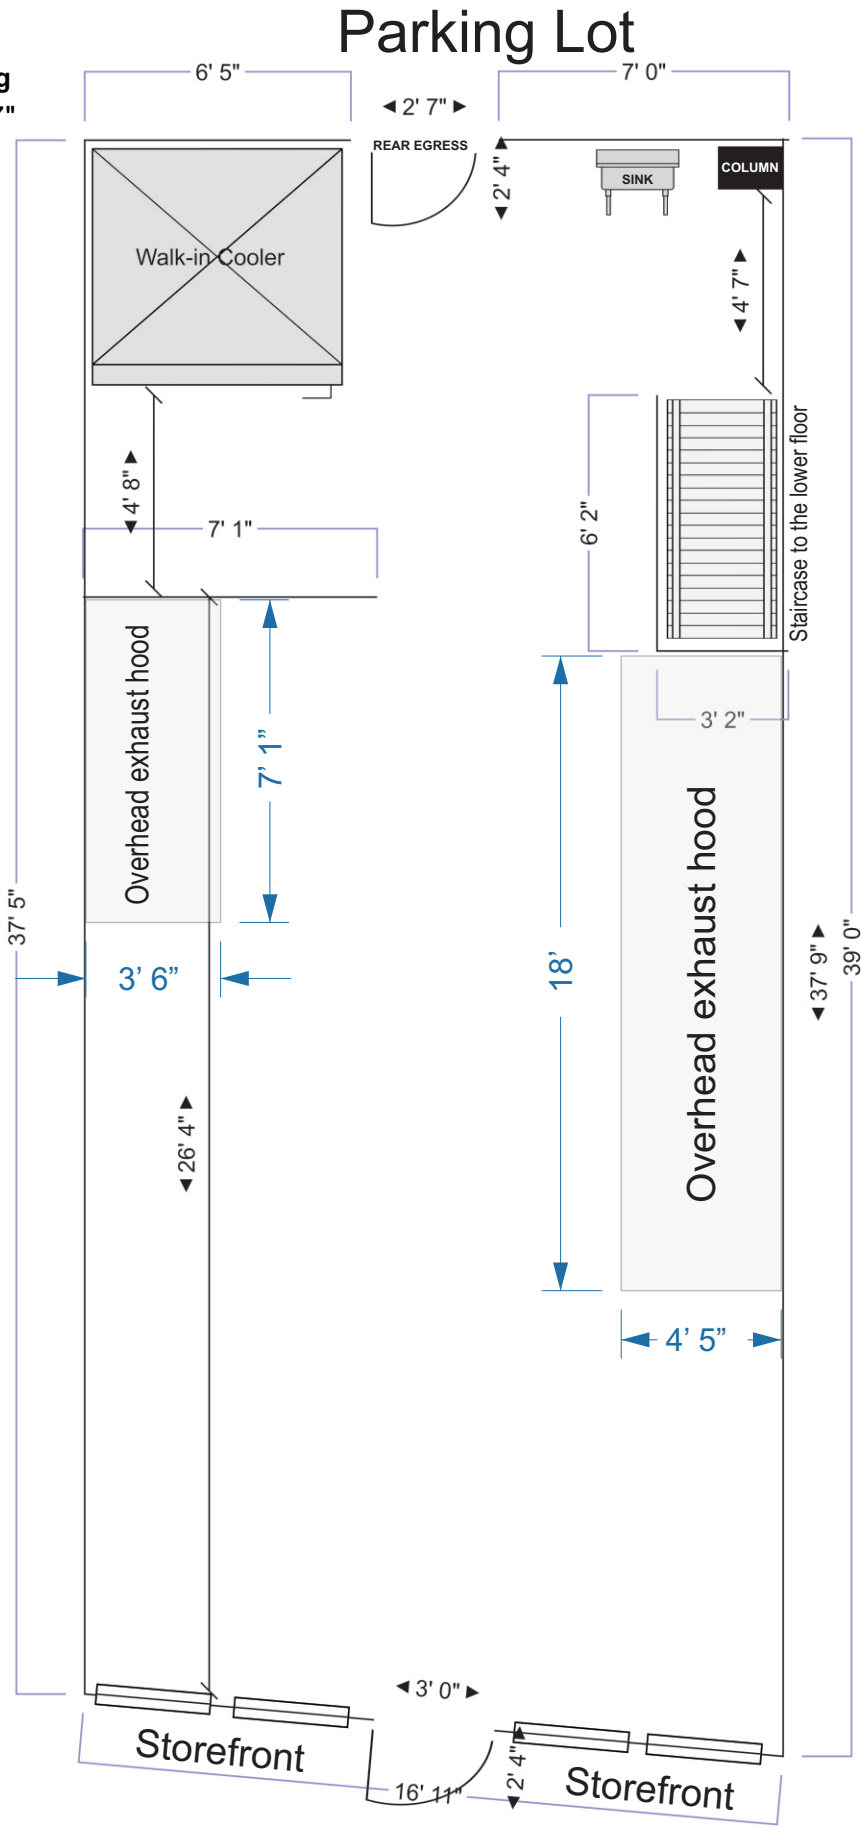 Parking Lot
6' 5"
7' 0"
2' 7"
REAR EGRESS
2' 4"
SINK
COLUMN
Walk-in Cooler
4' 7"
4' 8"
7' 1"
6' 2"
Staircase to the lower floor
Overhead exhaust hood
7’ 1”
3' 2"
Overhead exhaust hood
18’
37' 5"
3’ 6”
37' 9"
39' 0"
26' 4"
4’ 5”
3' 0"
Storefront
2' 4"
16' 11"
Storefront